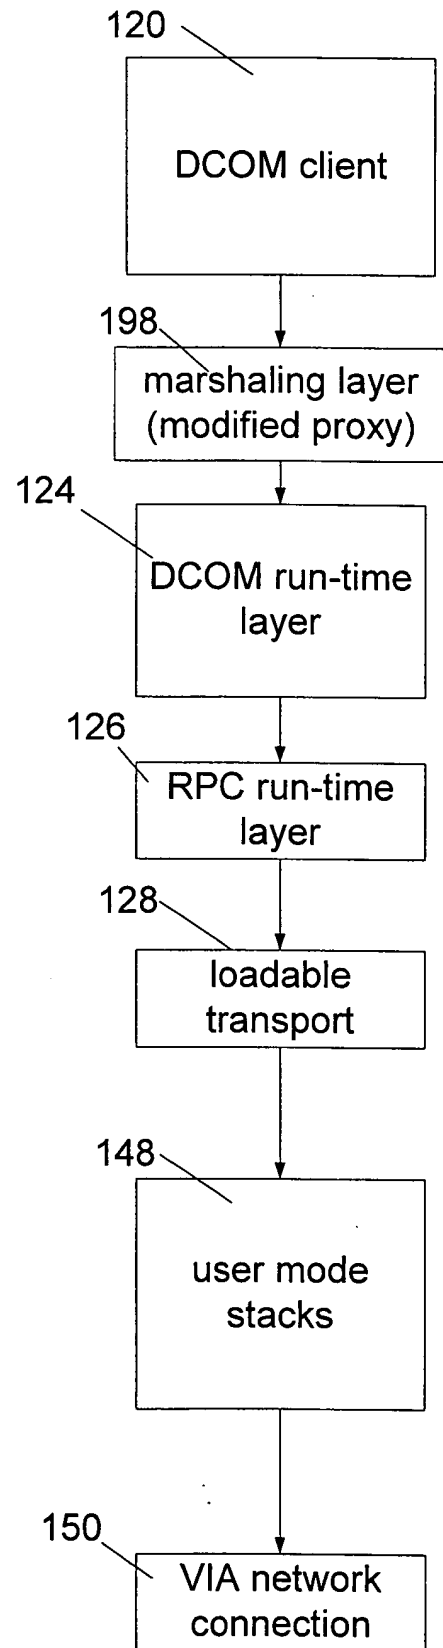 120
DCOM client
198
marshaling layer
(modified proxy)
124
DCOM run-time
layer
126
RPC run-time
layer
128
loadable
transport
148
user mode
stacks
150
VIA network
connection